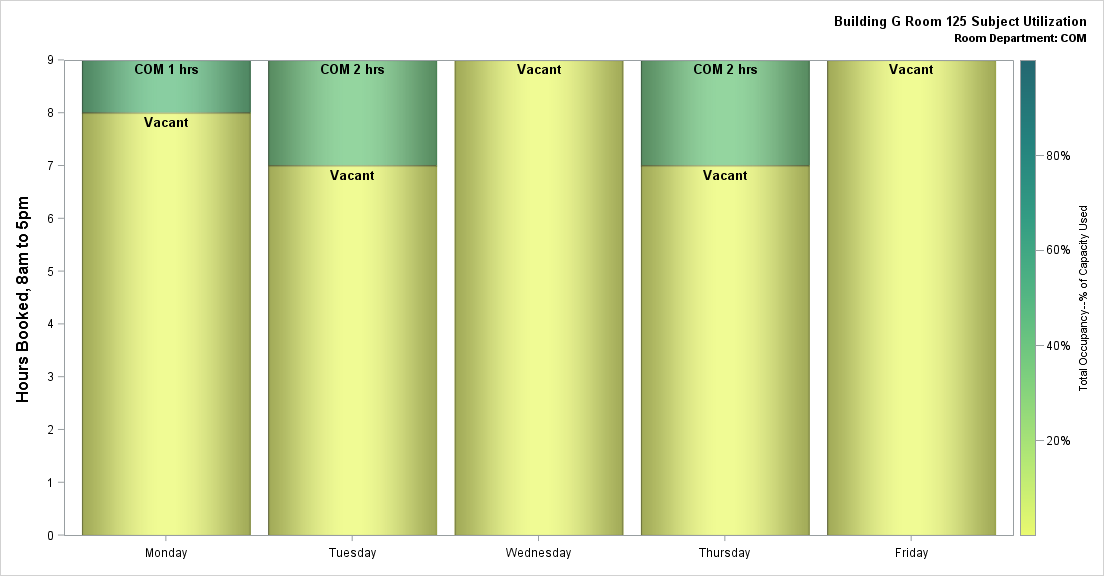 Building G Room 125 Subject Utilization
Room Department: COM
Hours Booked, 8am to 5pm
9
8
7
6
5
4
3
2
1
0
COM 1 hrs
Vacant
COM 2 hrs
Vacant
Vacant
COM 2 hrs
Vacant
Vacant
Monday
Tuesday
Wednesday
Thursday
Friday
80%
60%
40%
20%
Total Occupancy--% of Capacity Used